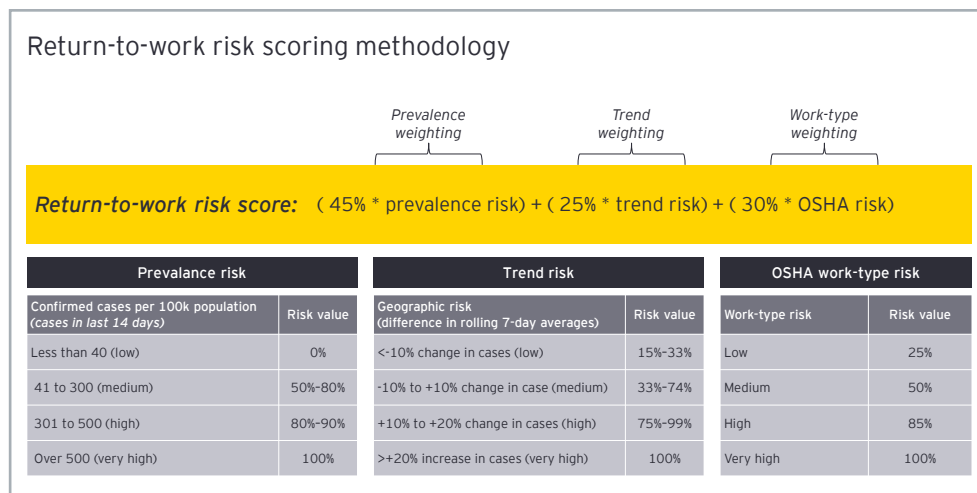 Return-to-work risk scoring methodology
Prevalence
weighting
Trend
weighting
Work-type
weighting
Return-to-work risk score: ( 45% * prevalence risk) + ( 25% * trend risk) + ( 30% * OSHA risk)
Prevalance risk
Confirmed cases per 100k population
(cases in last 14 days)
Risk value
Less than 40 (low) 0%
41 to 300 (medium) 50%–80%
301 to 500 (high) 80%–90%
Over 500 (very high) 100%
Trend risk
Geographic risk
(difference in rolling 7-day averages)
Risk value
<-10% change in cases (low) 15%–33%
-10% to +10% change in case (medium) 33%–74%
+10% to +20% change in cases (high) 75%–99%
>+20% increase in cases (very high) 100%
OSHA work-type risk
Work-type risk Risk value
Low 25%
Medium 50%
High 85%
Very high 100%